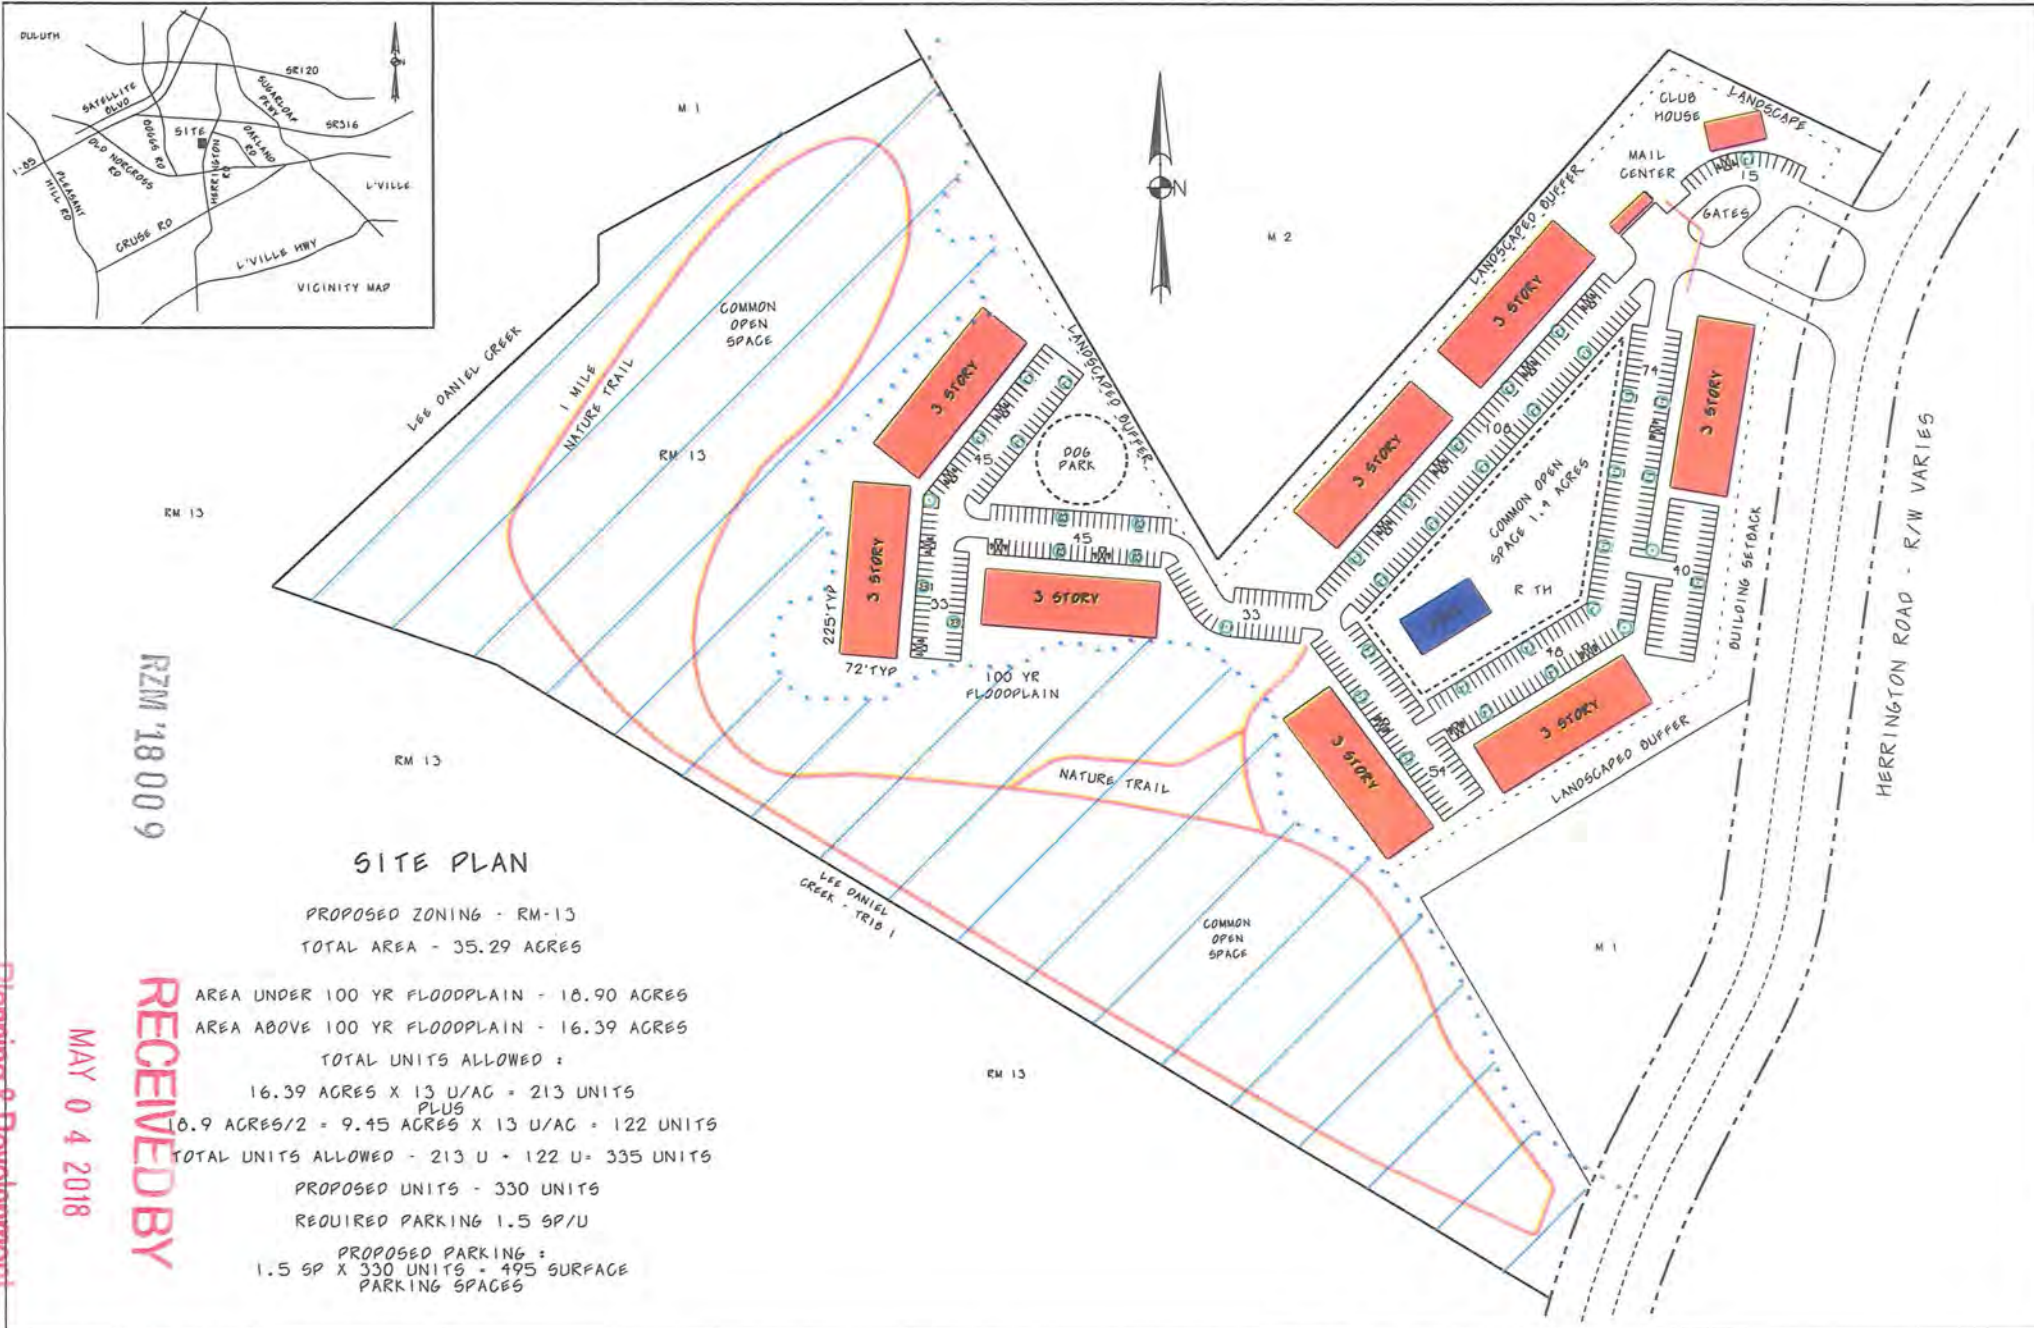 DULUTH
SR120
SATELLITE
BLVD
SUGARLOAF
PKWY
SR316
I-85
OLD NORCROSS
RD
BOGGS RD
SITE
OAKLAND
RD
HERRINGTON
RD
PLEASANT
HILL RD
L'VILLE
CRUSE RD
L'VILLE HWY
VICINITY MAP
N
M 1
N
M 2
CLUB
HOUSE
LANDSCAPE
MAIL
CENTER
15
GATES
LANDSCAPED BUFFER
3 STORY
3 STORY
3 STORY
74
108
COMMON OPEN
SPACE 1.4 ACRES
R TH
40
48
BUILDING SETBACK
HERRINGTON ROAD - R/W VARIES
3 STORY
3 STORY
54
LANDSCAPED BUFFER
M 1
LEE DANIEL CREEK
1 MILE
NATURE TRAIL
COMMON
OPEN
SPACE
RM 13
3 STORY
45
LANDSCAPED BUFFER
DOG
PARK
3 STORY
45
33
3 STORY
33
225'TYP
72'TYP
100 YR
FLOODPLAIN
NATURE TRAIL
LEE DANIEL
CREEK - TRIB 1
COMMON
OPEN
SPACE
RM 13
RM 13
RM 13
RZM'18009
SITE PLAN
PROPOSED ZONING - RM-13
TOTAL AREA - 35.29 ACRES
AREA UNDER 100 YR FLOODPLAIN - 18.90 ACRES
AREA ABOVE 100 YR FLOODPLAIN - 16.39 ACRES
TOTAL UNITS ALLOWED :
16.39 ACRES X 13 U/AC = 213 UNITS
PLUS
18.9 ACRES/2 = 9.45 ACRES X 13 U/AC = 122 UNITS
TOTAL UNITS ALLOWED - 213 U + 122 U= 335 UNITS
PROPOSED UNITS - 330 UNITS
REQUIRED PARKING 1.5 SP/U
PROPOSED PARKING :
1.5 SP X 330 UNITS = 495 SURFACE
PARKING SPACES
RECEIVED BY
MAY 0 4 2018
Planning & Development